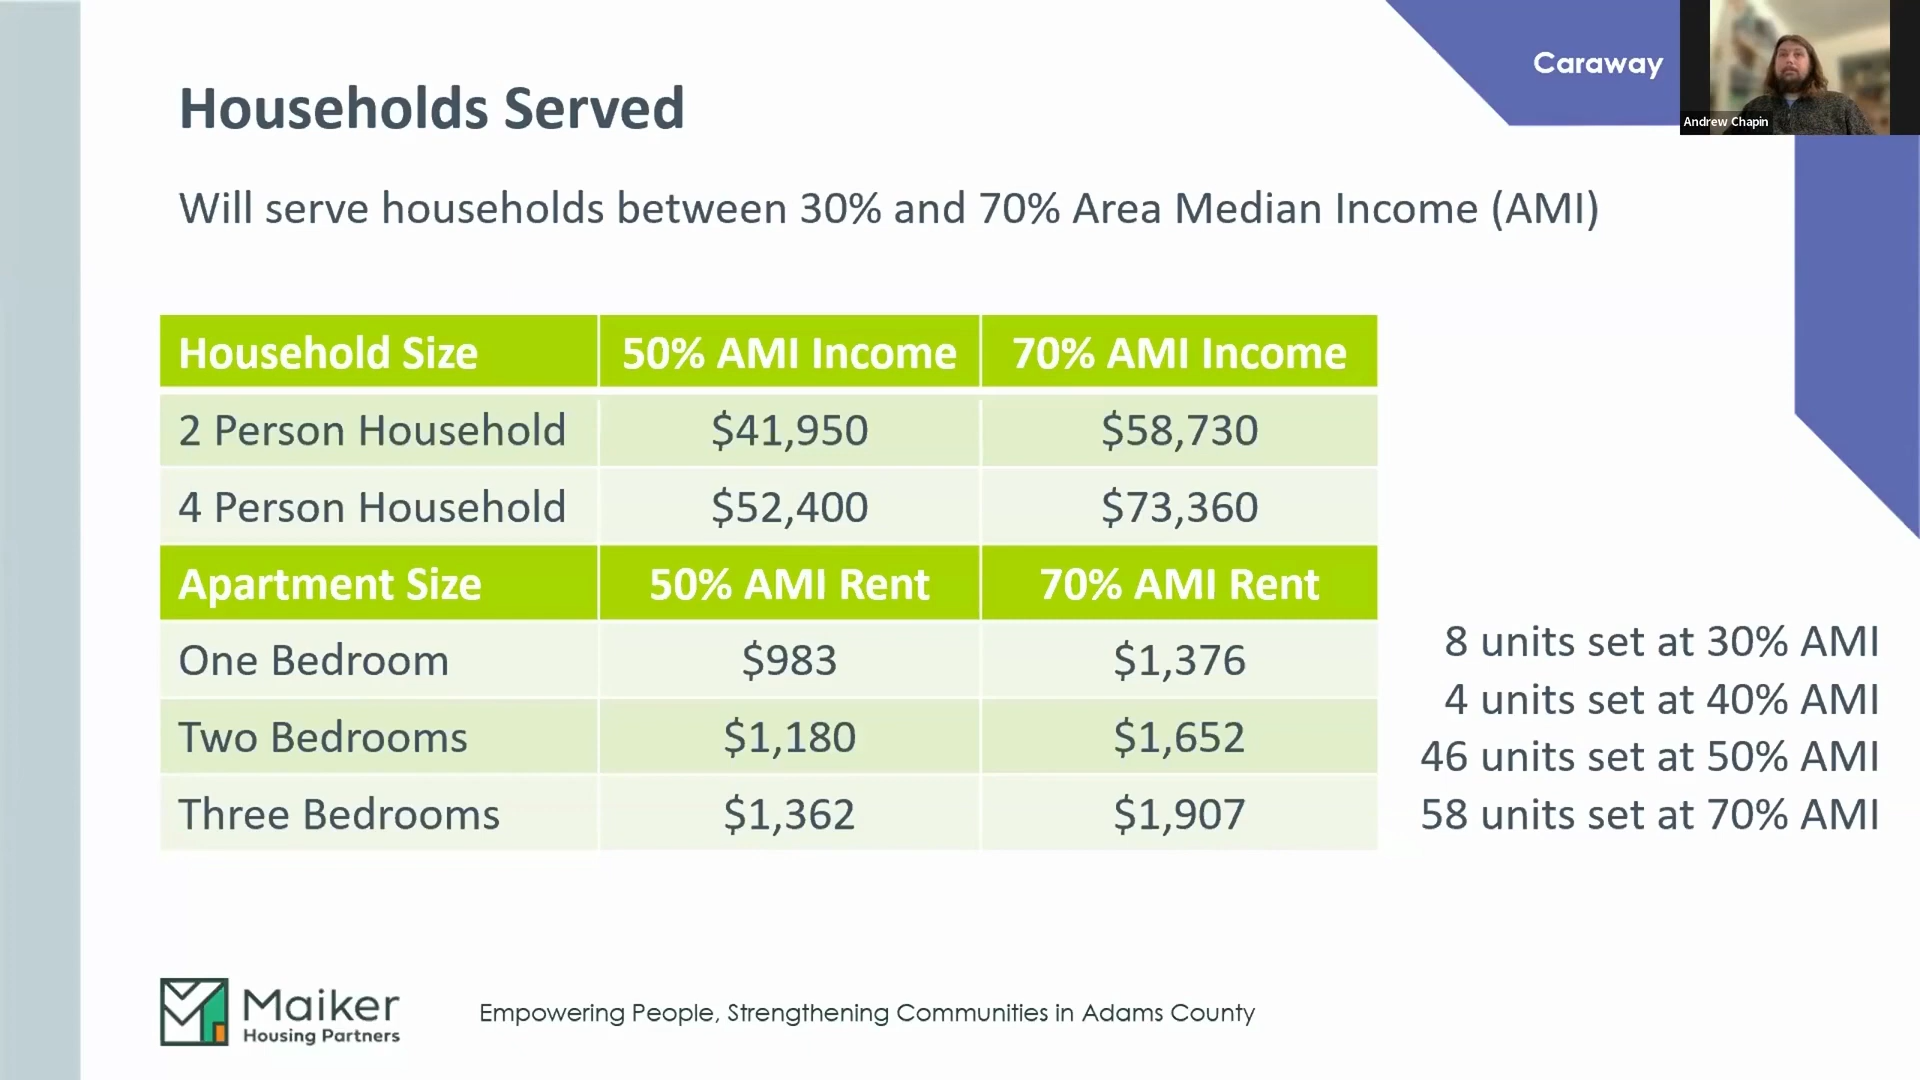 Caraway
Andrew Chapin
Households Served
Will serve households between 30% and 70% Area Median Income (AMI)
Household Size 50% AMI Income 70% AMI Income
2 Person Household $41,950 $58,730
4 Person Household $52,400 $73,360
Apartment Size 50% AMI Rent 70% AMI Rent
One Bedroom $983 $1,376
Two Bedrooms $1,180 $1,652
Three Bedrooms $1,362 $1,907
8 units set at 30% AMI
4 units set at 40% AMI
46 units set at 50% AMI
58 units set at 70% AMI
Maiker
Housing Partners
Empowering People, Strengthening Communities in Adams County